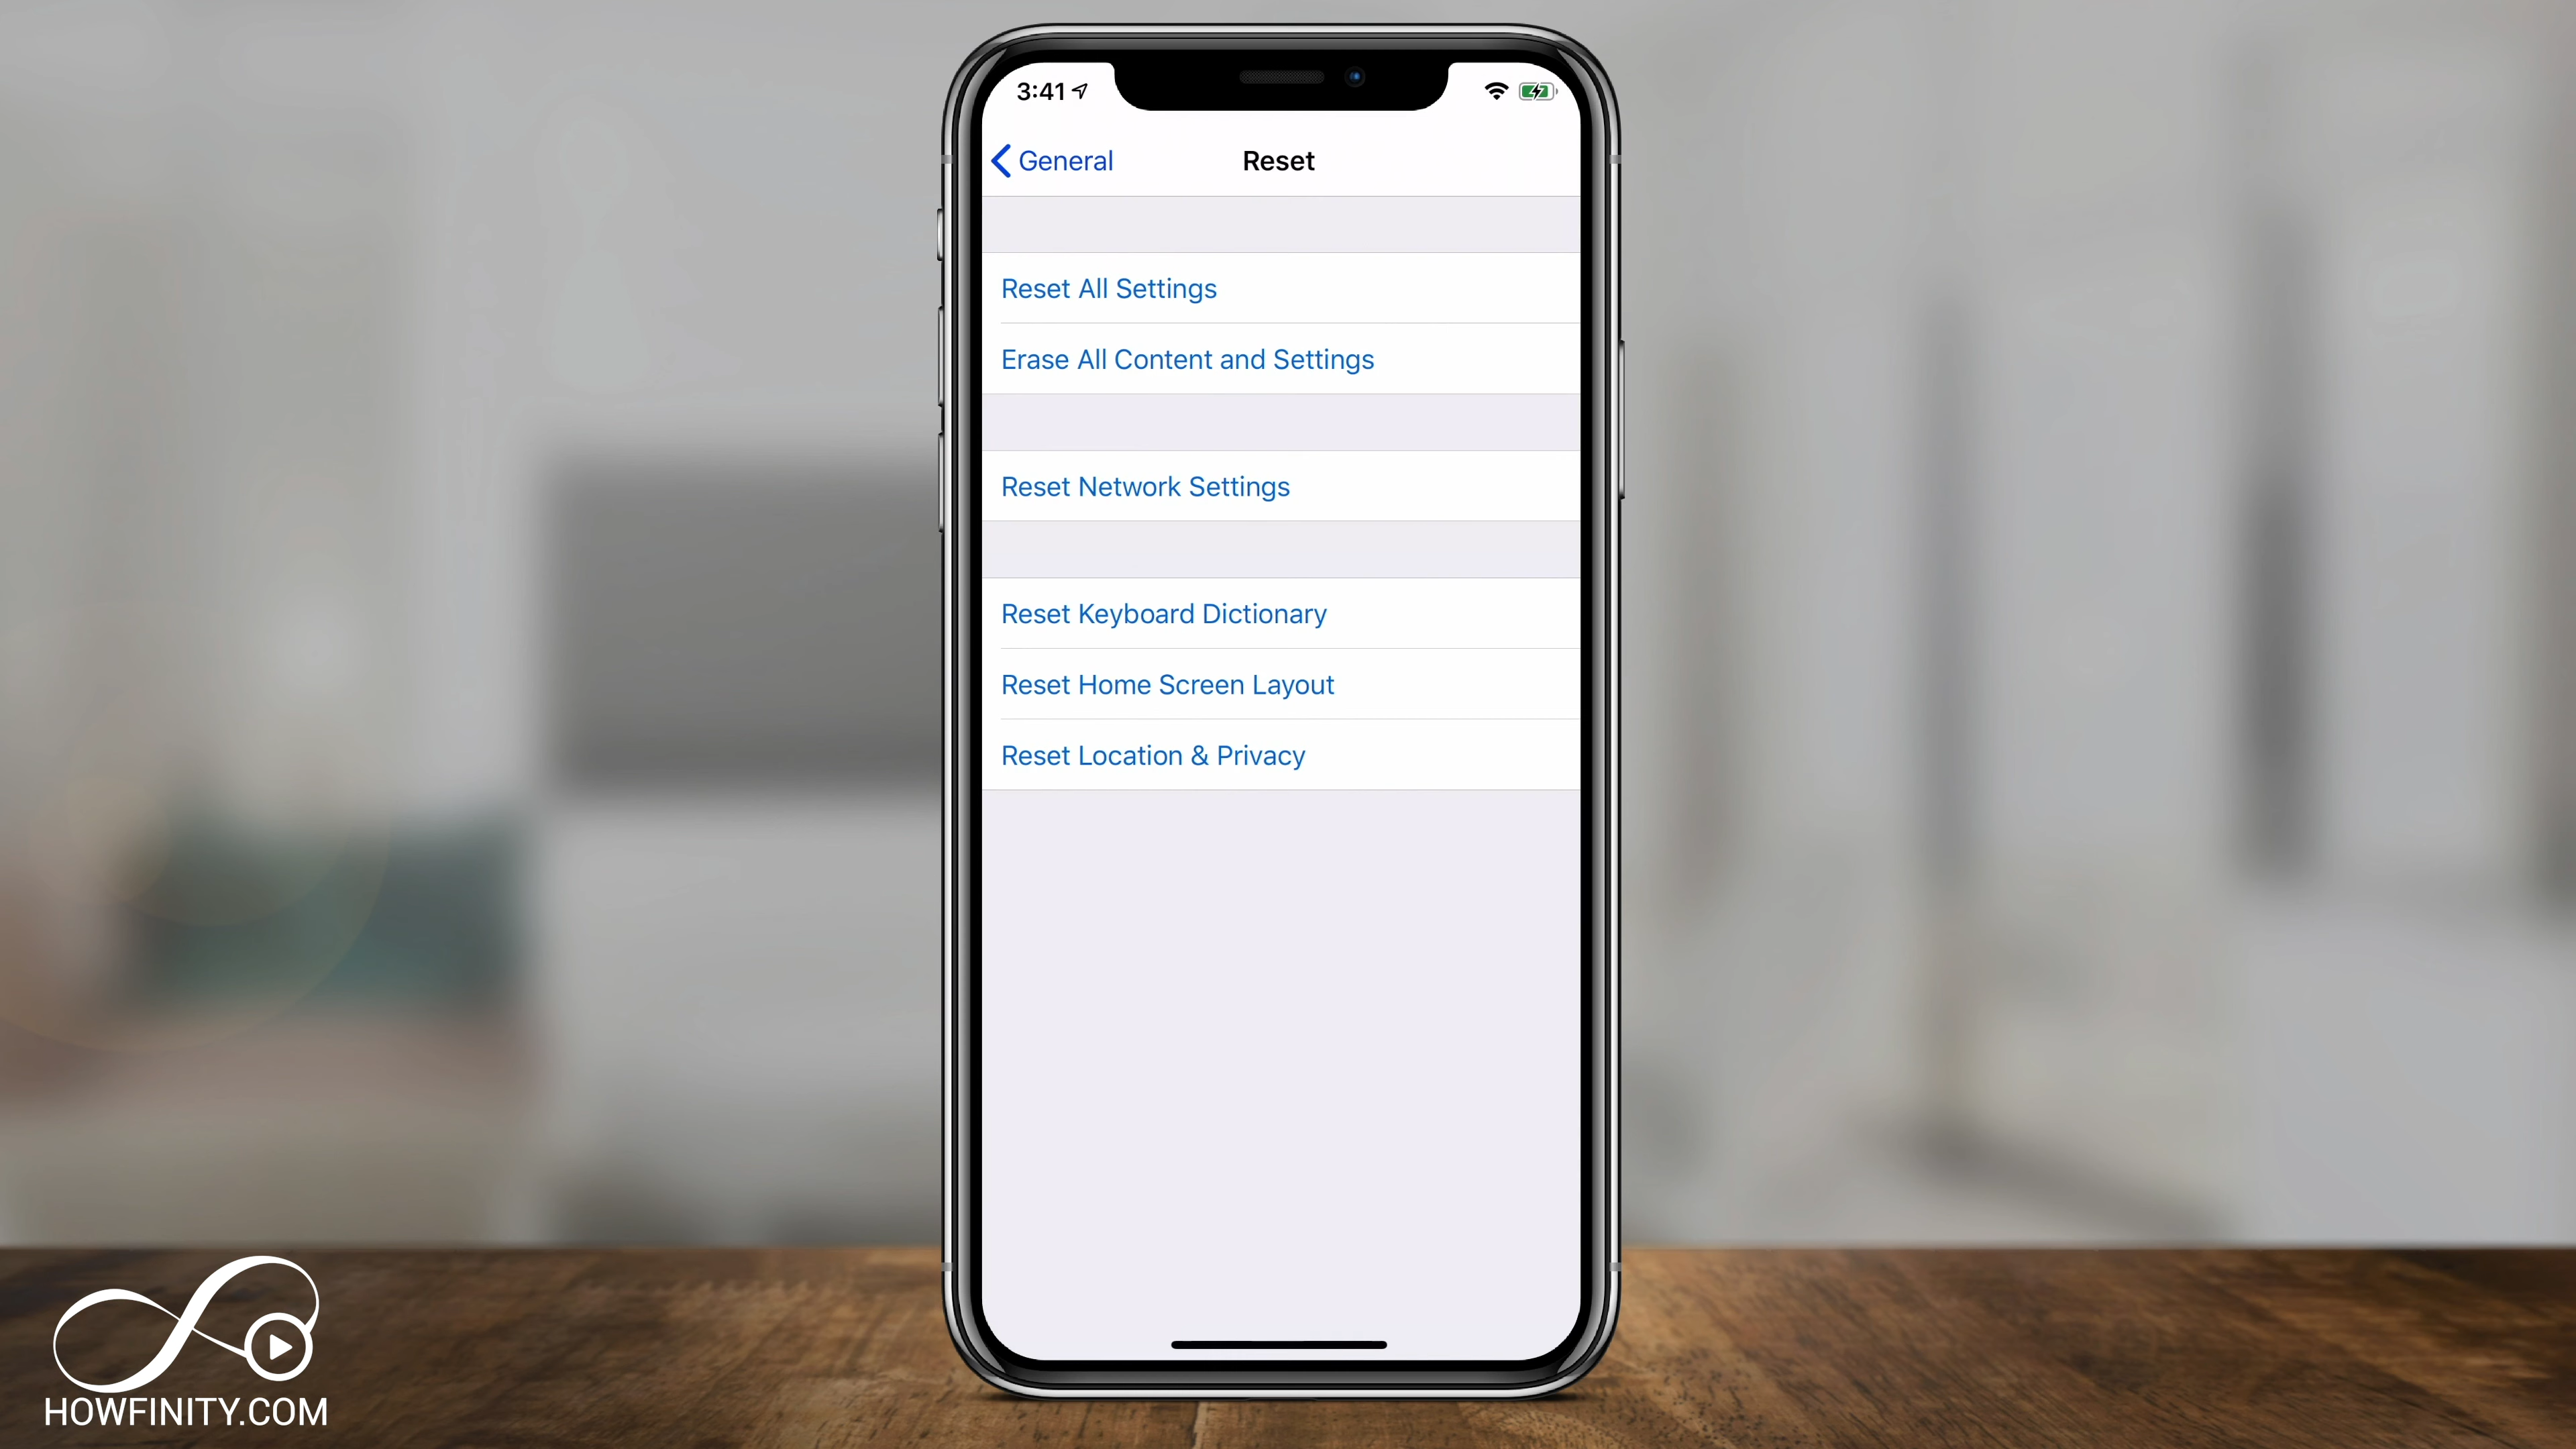 3:41
General
Reset
Reset All Settings
Erase All Content and Settings
Reset Network Settings
Reset Keyboard Dictionary
Reset Home Screen Layout
Reset Location & Privacy
HOWFINITY.COM